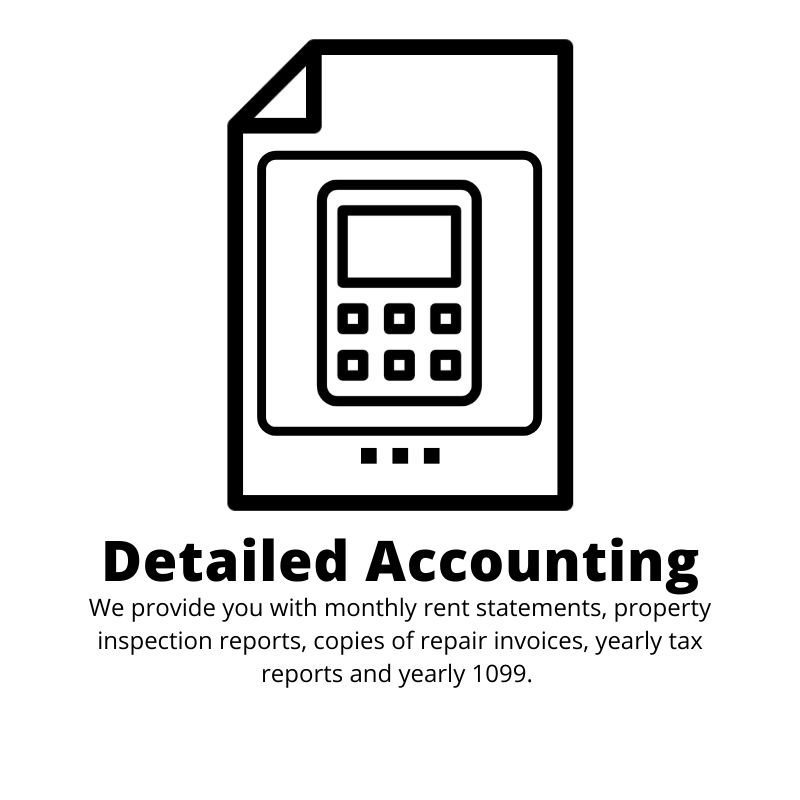 Detailed Accounting
We provide you with monthly rent statements, property
inspection reports, copies of repair invoices, yearly tax
reports and yearly 1099.